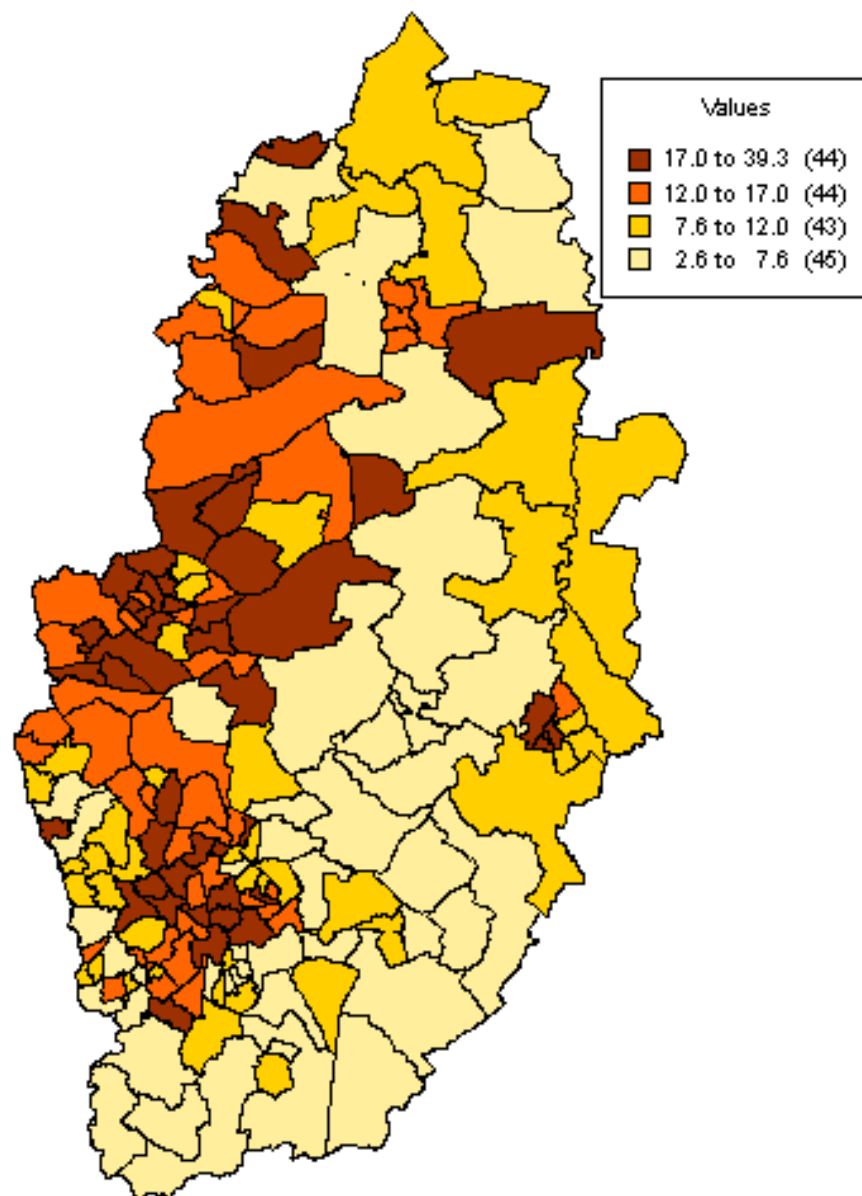 Values
17.0 to 39.3 (44)
12.0 to 17.0 (44)
7.6 to 12.0 (43)
2.6 to 7.6 (45)